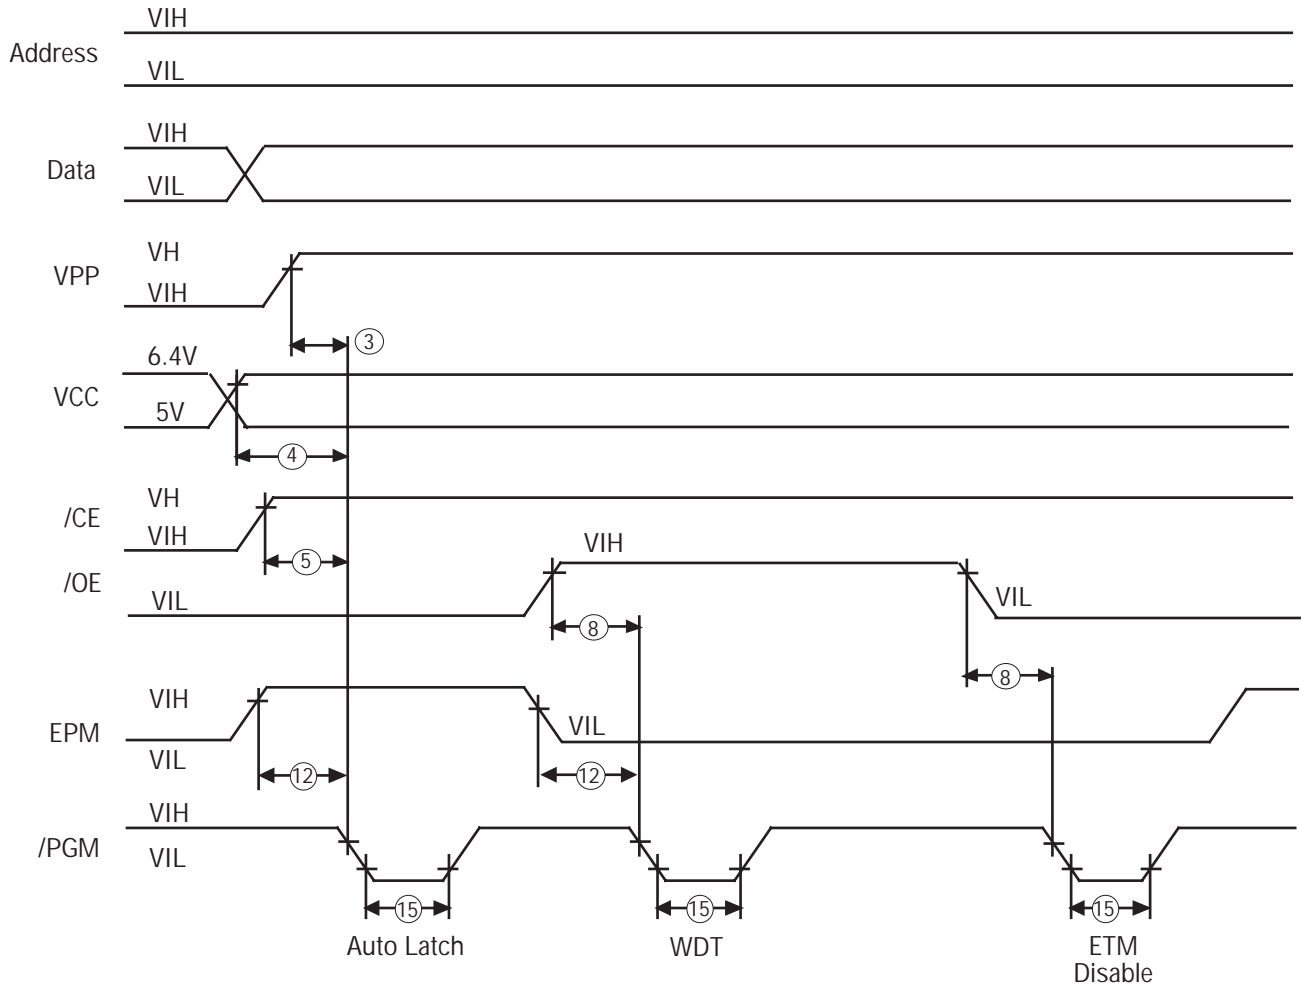 VIH
Address
VIL
VIH
Data
VIL
VH
VPP
VIH
3
6.4V
VCC
5V
4
VH
/CE
VIH
VIH
5
/OE
VIL
VIL
8
8
VIH
EPM
VIL
VIL
12
12
VIH
/PGM
VIL
15
15
15
Auto Latch
WDT
ETM
Disable